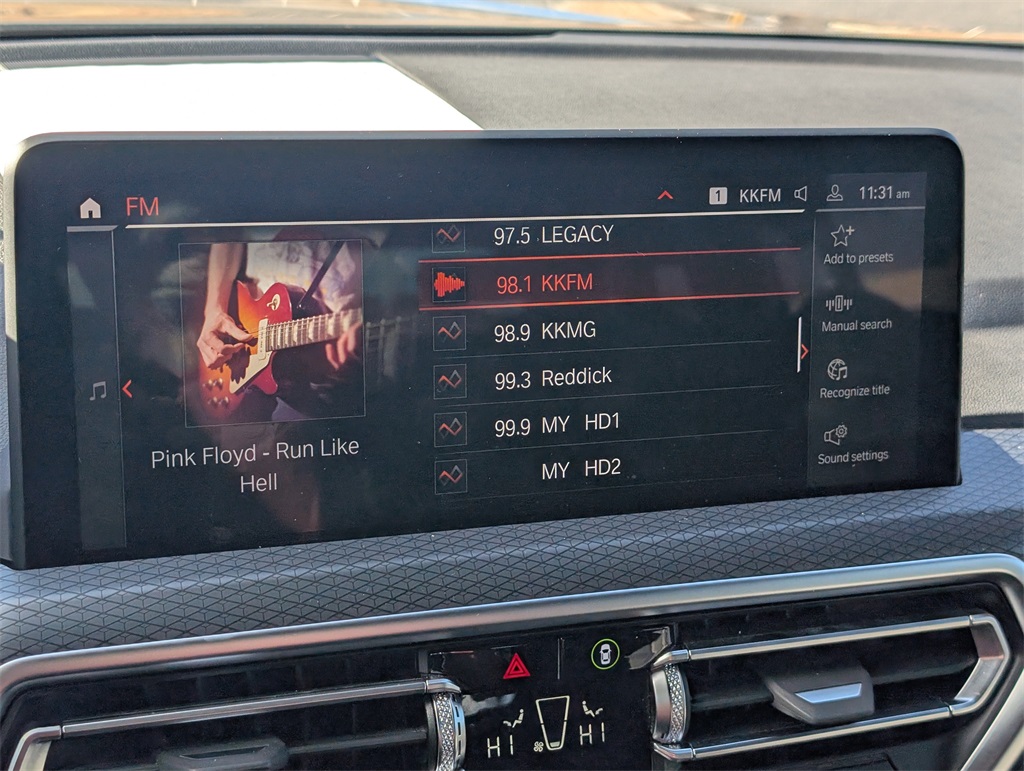 FM
1 KKFM
11:31 am
Pink Floyd - Run Like
Hell
97.5 LEGACY
98.1 KKFM
98.9 KKMG
99.3 Reddick
99.9 MY HD1
MY HD2
Add to presets
Manual search
Recognize title
Sound settings
HI HI